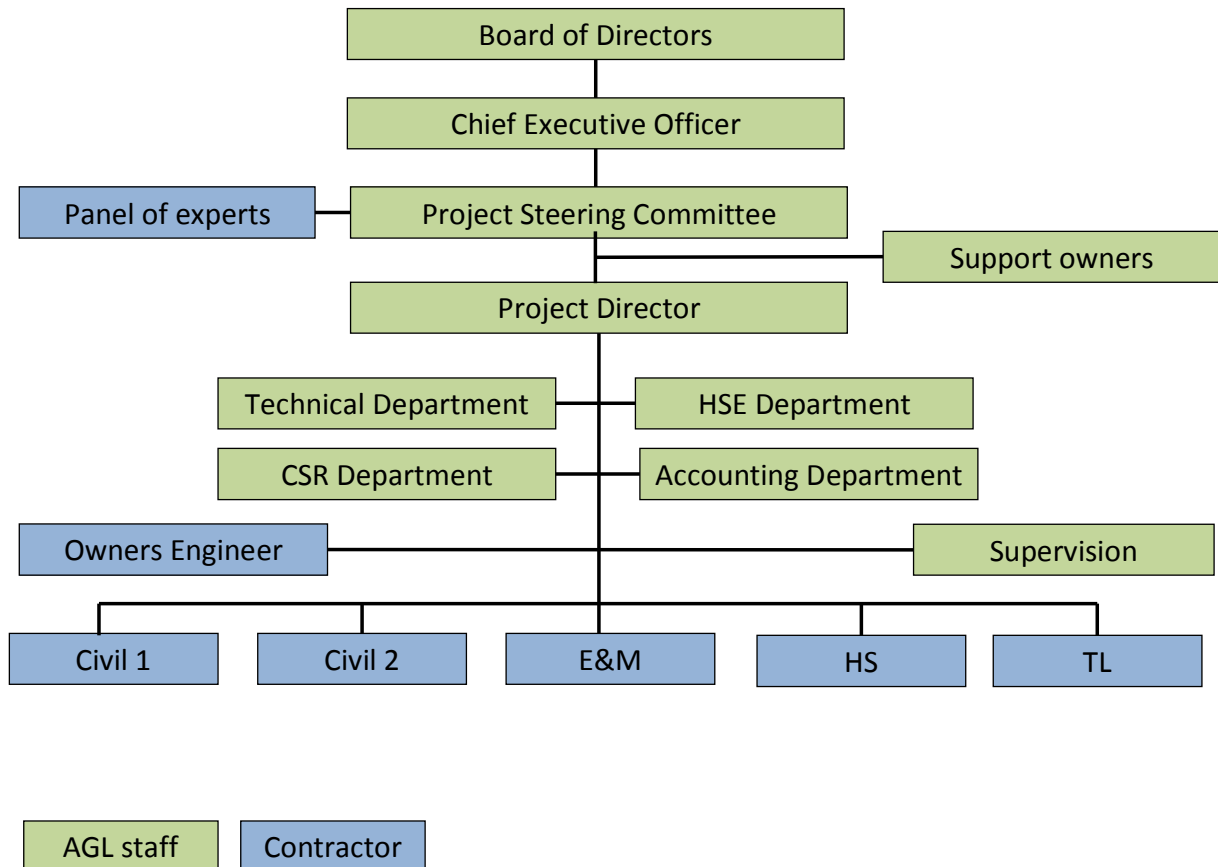 Board of Directors
Chief Executive Officer
Panel of experts
Project Steering Committee
Support owners
Project Director
Technical Department
HSE Department
CSR Department
Accounting Department
Owners Engineer
Supervision
Civil 1
Civil 2
E&M
HS
TL
AGL staff
Contractor